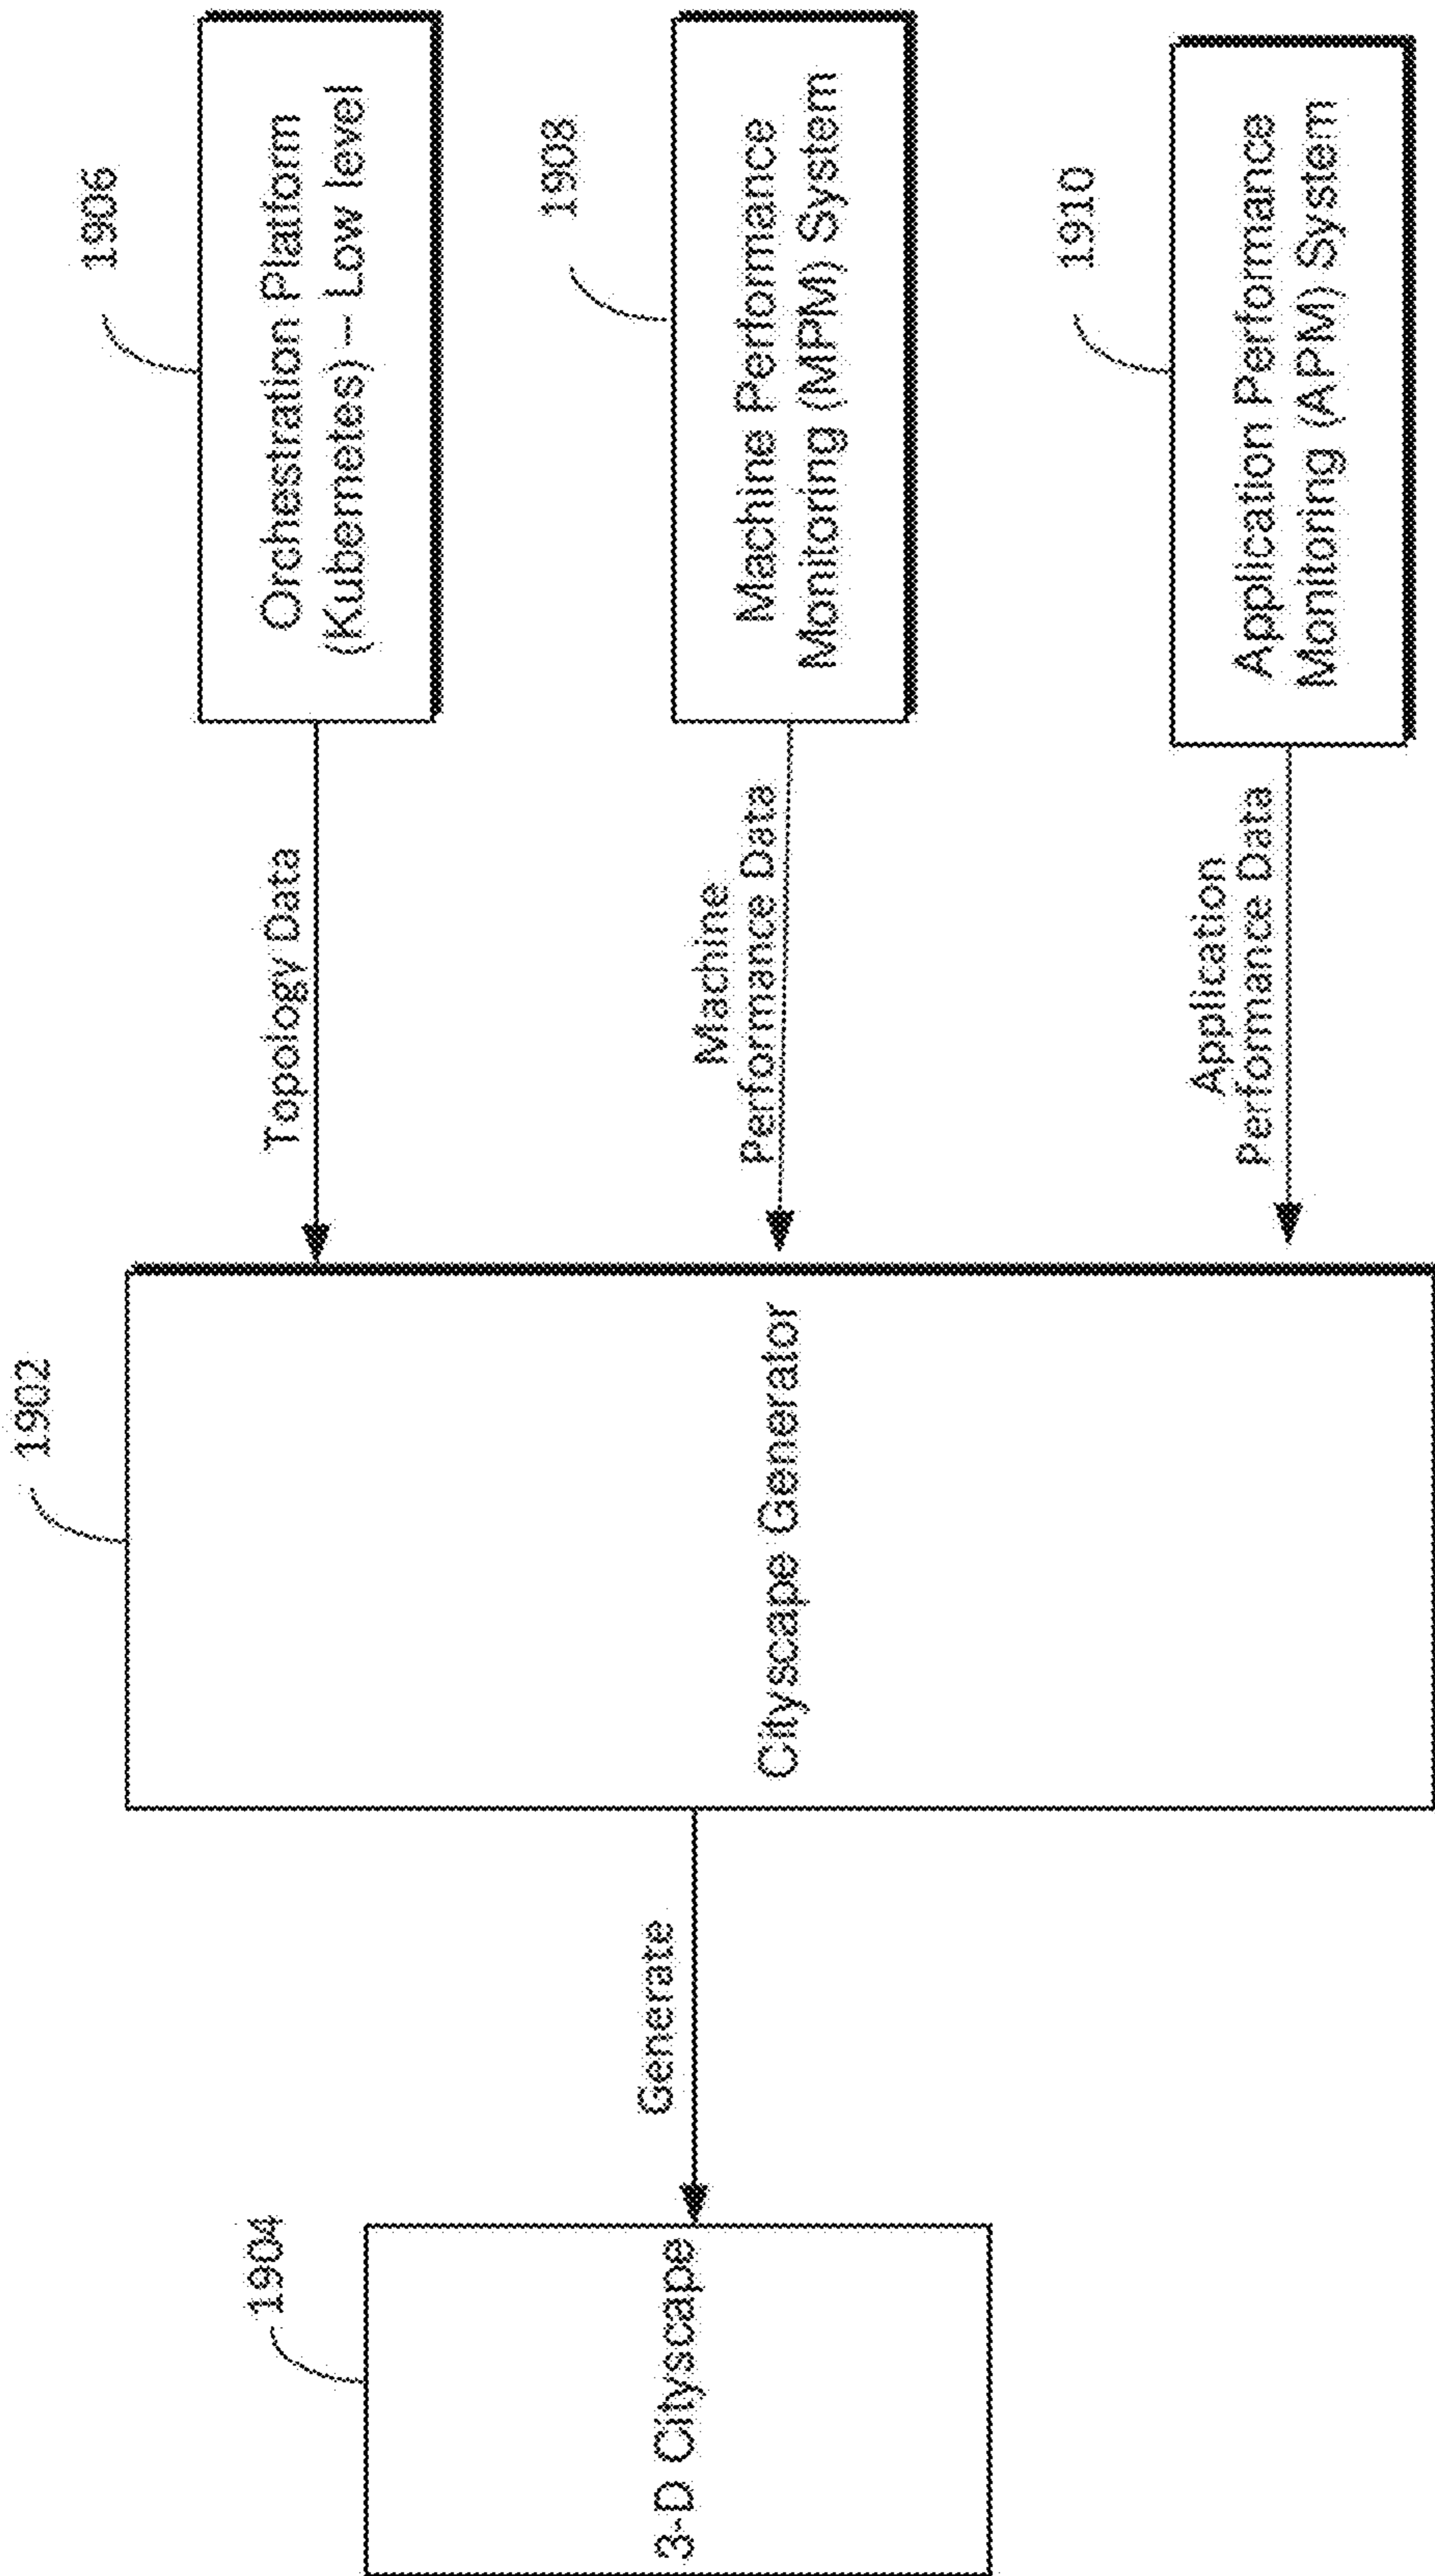 1904
3-D Cityscape
Generate
1902
Cityscape Generator
Topology Data
Machine
Performance Data
Application
Performance Data
1906
Orchestration Platform
(Kubernetes) – Low level
1908
Machine Performance
Monitoring (MPM) System
1910
Application Performance
Monitoring (APM) System